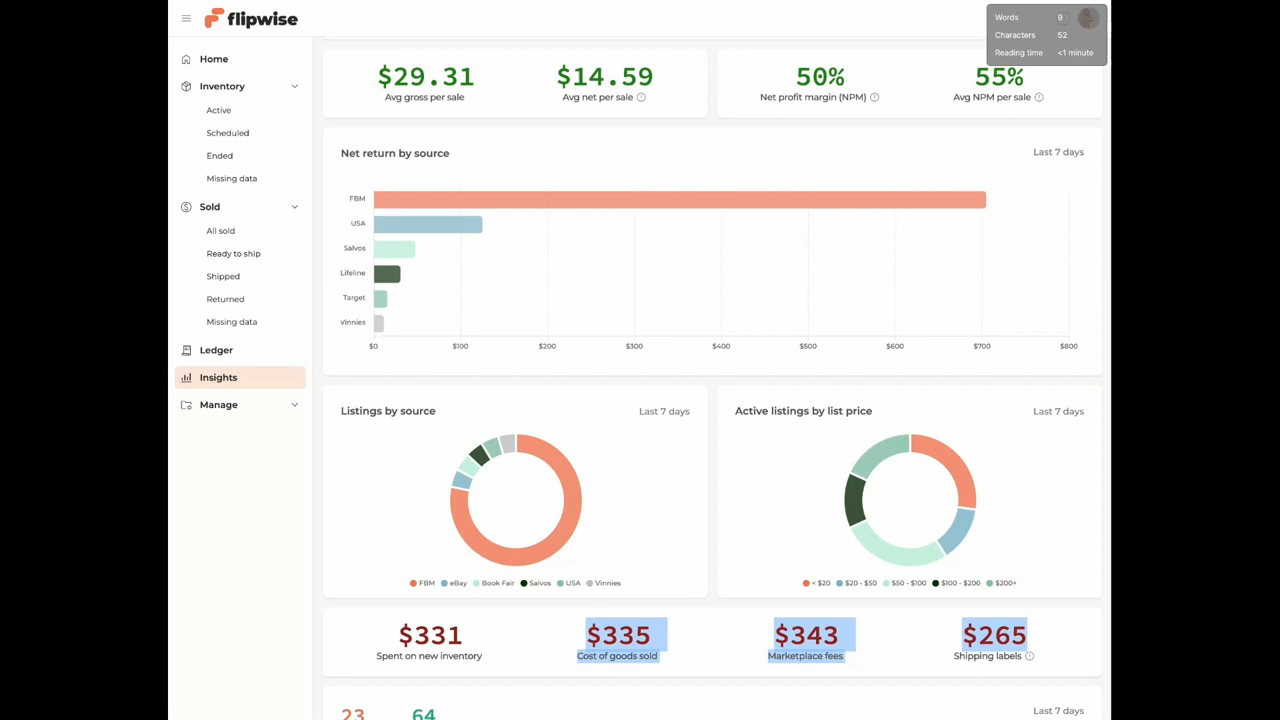 flipwise
Words 9
Characters 52
Reading time <1 minute
Home
Inventory
Active
Scheduled
Ended
Missing data
Sold
All sold
Ready to ship
Shipped
Returned
Missing data
Ledger
Insights
Manage
$29.31 $14.59 50% 55%
Avg gross per sale Avg net per sale Net profit margin (NPM) Avg NPM per sale
Net return by source Last 7 days
FBM
USA
Salvos
Lifeline
Target
Vinnies
$0 $100 $200 $300 $400 $500 $600 $700 $800
Listings by source Last 7 days
FBM eBay Book Fair Salvos USA Vinnies
Active listings by list price Last 7 days
< $20 $20 - $50 $50 - $100 $100 - $200 $200+
$331 $335 $343 $265
Spent on new inventory Cost of goods sold Marketplace fees Shipping labels
23 64 Last 7 days